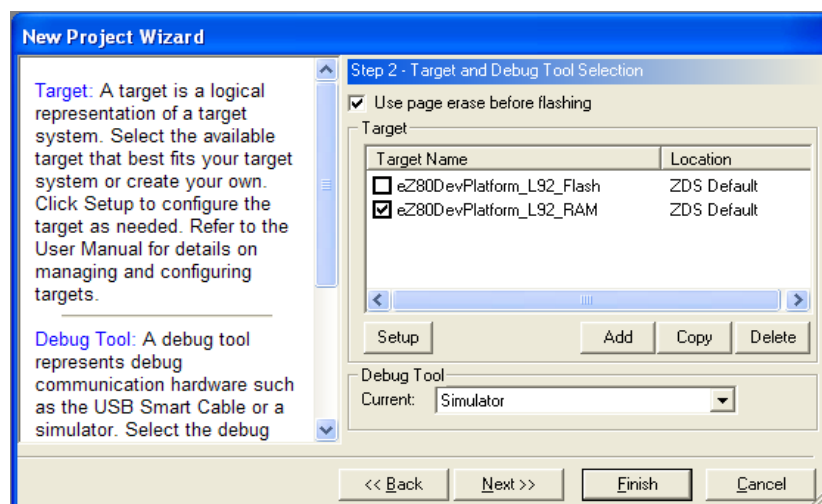 New Project Wizard
Target: A target is a logical
representation of a target
system. Select the available
target that best fits your target
system or create your own.
Click Setup to configure the
target as needed. Refer to the
User Manual for details on
managing and configuring
targets.
Debug Tool: A debug tool
represents debug
communication hardware such
as the USB Smart Cable or a
simulator. Select the debug
Step 2 - Target and Debug Tool Selection
Use page erase before flashing
Target
Target Name Location
eZ80DevPlatform_L92_Flash ZDS Default
eZ80DevPlatform_L92_RAM ZDS Default
Setup Add Copy Delete
Debug Tool
Current: Simulator
<< Back Next >> Finish Cancel